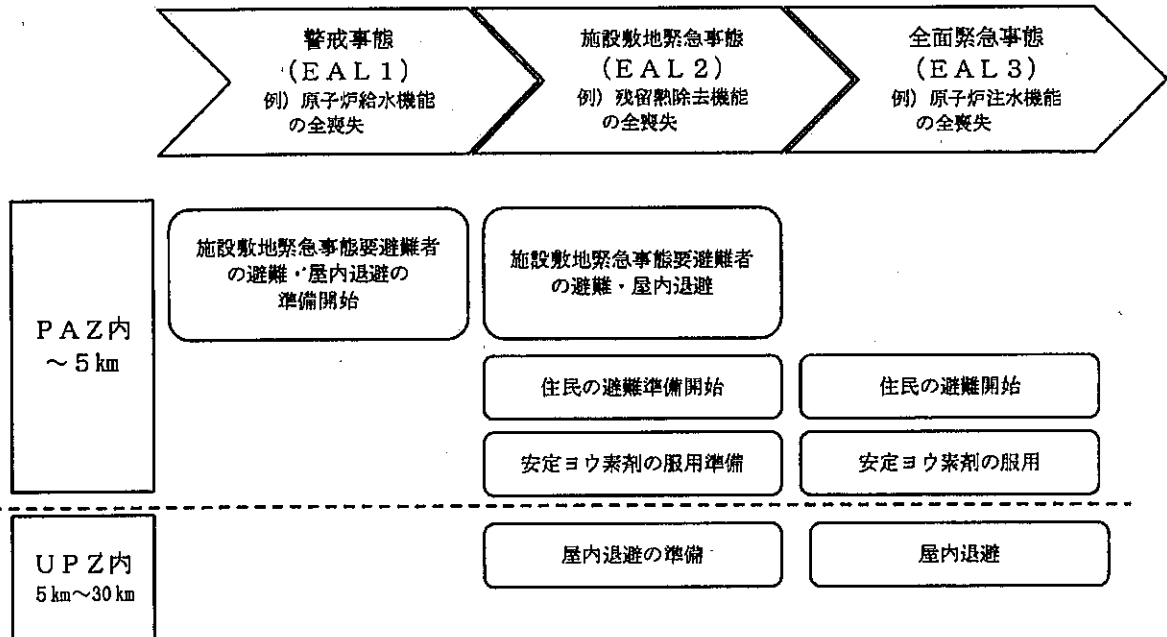 警戒事態
(EAL1)
例）原子炉給水機能
の全喪失
施設敷地緊急事態
(EAL2)
例）残留熱除去機能
の全喪失
全面緊急事態
(EAL3)
例）原子炉注水機能
の全喪失
PAZ内
～5km
施設敷地緊急事態要避難者
の避難・屋内退避の
準備開始
施設敷地緊急事態要避難者
の避難・屋内退避
住民の避難準備開始
住民の避難開始
安定ヨウ素剤の服用準備
安定ヨウ素剤の服用
UPZ内
5km～30km
屋内退避の準備
屋内退避